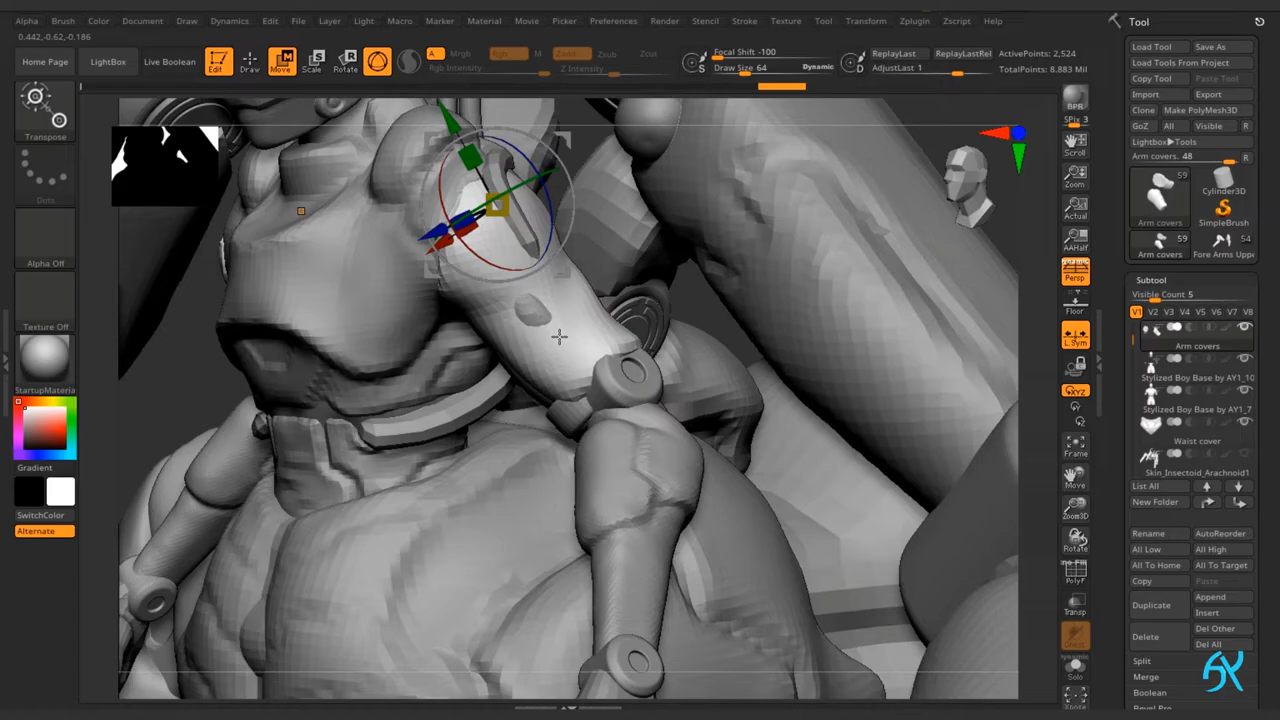 Tool
Alpha Brush Color Document Draw Dynamics Edit File Layer Light Macro Marker Material Movie Picker Preferences Render Stencil Stroke Texture Tool Transform Zplugin Zscript Help
0.442,-0.62,-0.186
Home Page LightBox Live Boolean Edit Draw Move Scale Rotate A Mrgb Rgb M Zadd Zsub Zcut
Rgb Intensity Z Intensity
S Focal Shift -100
Draw Size 64 Dynamic
D ReplayLast ReplayLastRel
AdjustLast 1
ActivePoints: 2,524
TotalPoints: 8.883 Mil
Transpose
Dots
Alpha Off
Texture Off
StartupMateria
Gradient
SwitchColor
Alternate
BPR
SPix 3
Scroll
Zoom
Actual
AAHalf
Dynamic
Persp
Floor
L.Sym
XYZ
Frame
Move
Zoom3D
Rotate
PolyF
Transp
Ghost
Dynamic
Solo
Xpose
Load Tool Save As
Load Tools From Project
Copy Tool Paste Tool
Import Export
Clone Make PolyMesh3D
GoZ All Visible R
Lightbox▶Tools
Arm covers. 48 R
59 Cylinder3D
Arm covers SimpleBrush
59 54
Arm covers Fore Arms Uppe
Subtool
Visible Count 5
V1 V2 V3 V4 V5 V6 V7 V8
Arm covers
Stylized Boy Base by AY1_10
Stylized Boy Base by AY1_7
Waist cover
Skin_Insectoid_Arachnoid1
List All
New Folder
Rename AutoReorder
All Low All High
All To Home All To Target
Copy Paste
Duplicate Append
Insert
Delete Del Other
Del All
Split
Merge
Boolean